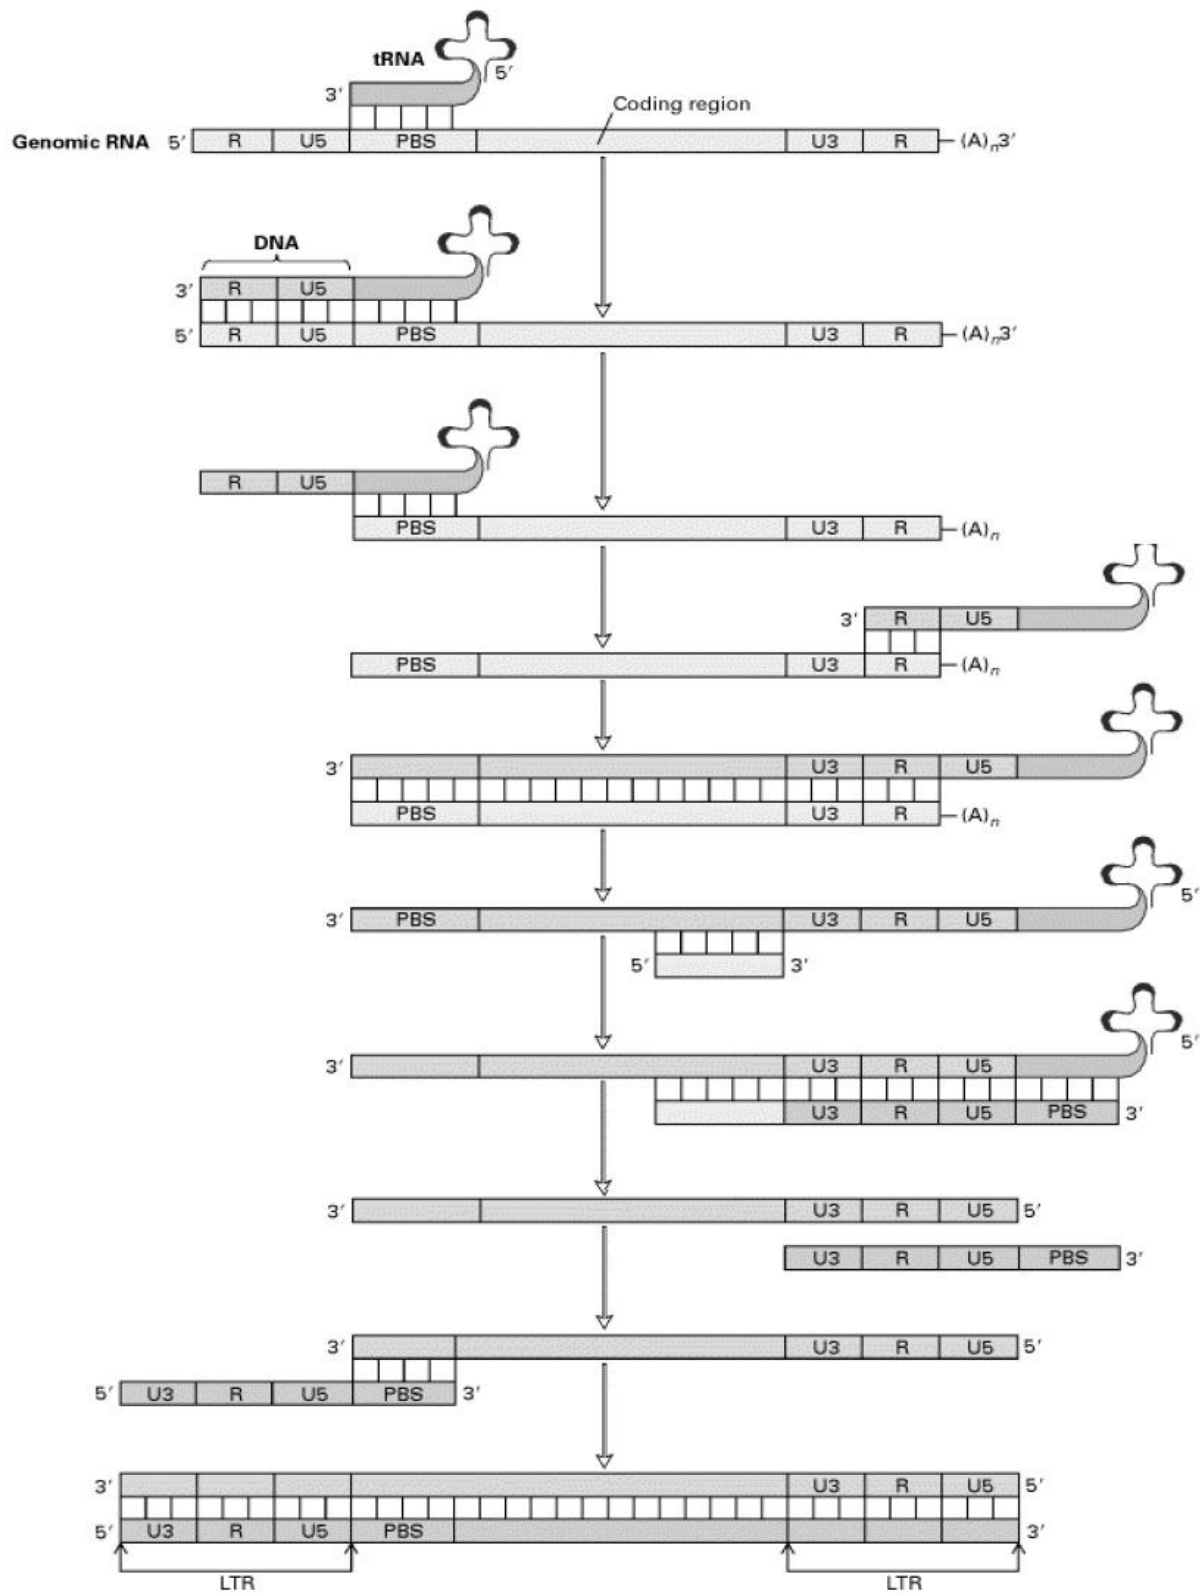 tRNA
5′
3′
Coding region
Genomic RNA 5′ R U5 PBS U3 R (A)n3′
DNA
3′ R U5
5′ R U5 PBS U3 R (A)n3′
R U5
PBS U3 R (A)n
3′ R U5
PBS U3 R (A)n
3′ U3 R U5
PBS U3 R (A)n
5′
3′ PBS U3 R U5
5′ 3′
5′
3′ U3 R U5
U3 R U5 PBS 3′
3′ U3 R U5 5′
U3 R U5 PBS 3′
3′ U3 R U5 5′
5′ U3 R U5 PBS 3′
3′ U3 R U5 5′
5′ U3 R U5 PBS 3′
LTR LTR